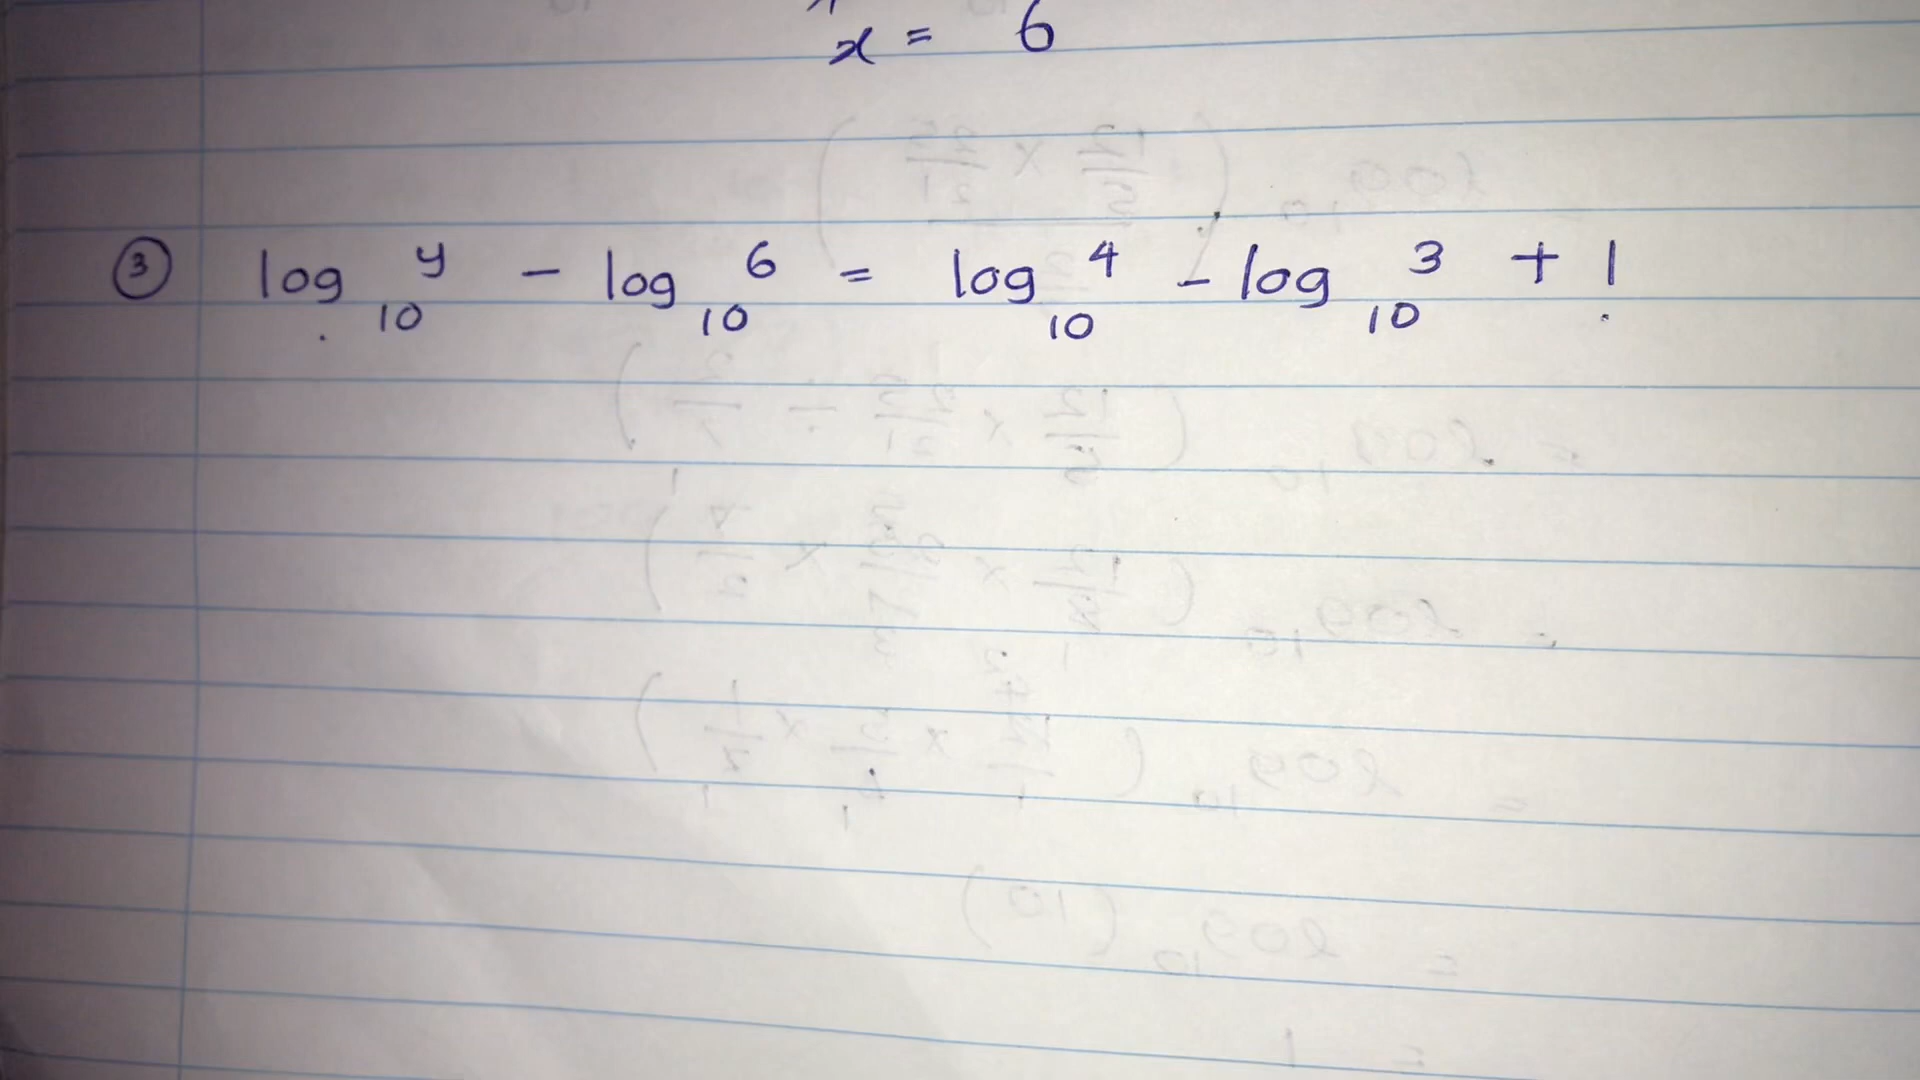 x = 6
③ log₁₀ y - log₁₀ 6 = log₁₀ 4 - log₁₀ 3 + 1